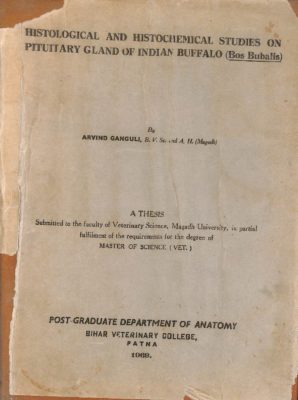 HISTOLOGICAL AND HISTOCHEMICAL STUDIES ON
PITUITARY GLAND OF INDIAN BUFFALO (Bos Bubalis)
By
ARVIND GANGULI, B. V. Sc. and A. H. (Magadh)
A THESIS
Submitted to the faculty of Veterinary Science, Magadh University, in partial
fulfilment of the requirements for the degree of
MASTER OF SCIENCE (VET.)
POST-GRADUATE DEPARTMENT OF ANATOMY
BIHAR VETERINARY COLLEGE,
PATNA